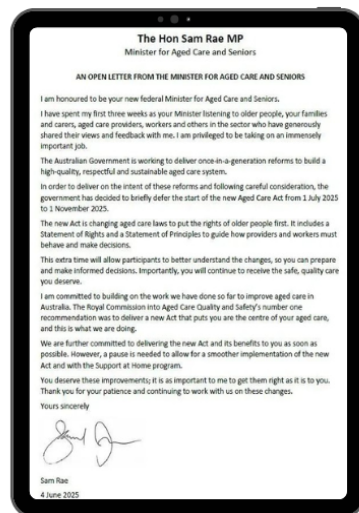 The Hon Sam Rae MP
Minister for Aged Care and Seniors
AN OPEN LETTER FROM THE MINISTER FOR AGED CARE AND SENIORS
I am honoured to be your new federal Minister for Aged Care and Seniors.
I have spent my first three weeks as your Minister listening to older people, your families
and carers, aged care providers, workers and others in the sector who have generously
shared their views and feedback with me. I am privileged to be taking on an immensely
important job.
The Australian Government is working to deliver once-in-a-generation reforms to build a
high-quality, respectful and sustainable aged care system.
In order to deliver on the intent of these reforms and following careful consideration, the
government has decided to briefly defer the start of the new Aged Care Act from 1 July 2025
to 1 November 2025.
The new Act is changing aged care laws to put the rights of older people first. It includes a
Statement of Rights and a Statement of Principles to guide how providers and workers must
behave and make decisions.
This extra time will allow participants to better understand the changes, so you can prepare
and make informed decisions. Importantly, you will continue to receive the safe, quality care
you deserve.
I am committed to building on the work we have done so far to improve aged care in
Australia. The Royal Commission into Aged Care Quality and Safety's number one
recommendation was to deliver a new Act that puts you are the centre of your aged care,
and this is what we are doing.
We are further committed to delivering the new Act and its benefits to you as soon as
possible. However, a pause is needed to allow for a smoother implementation of the new
Act and with the Support at Home program.
You deserve these improvements; it is as important to me to get them right as it is to you.
Thank you for your patience and continuing to work with us on these changes.
Yours sincerely
Sam Rae
4 June 2025